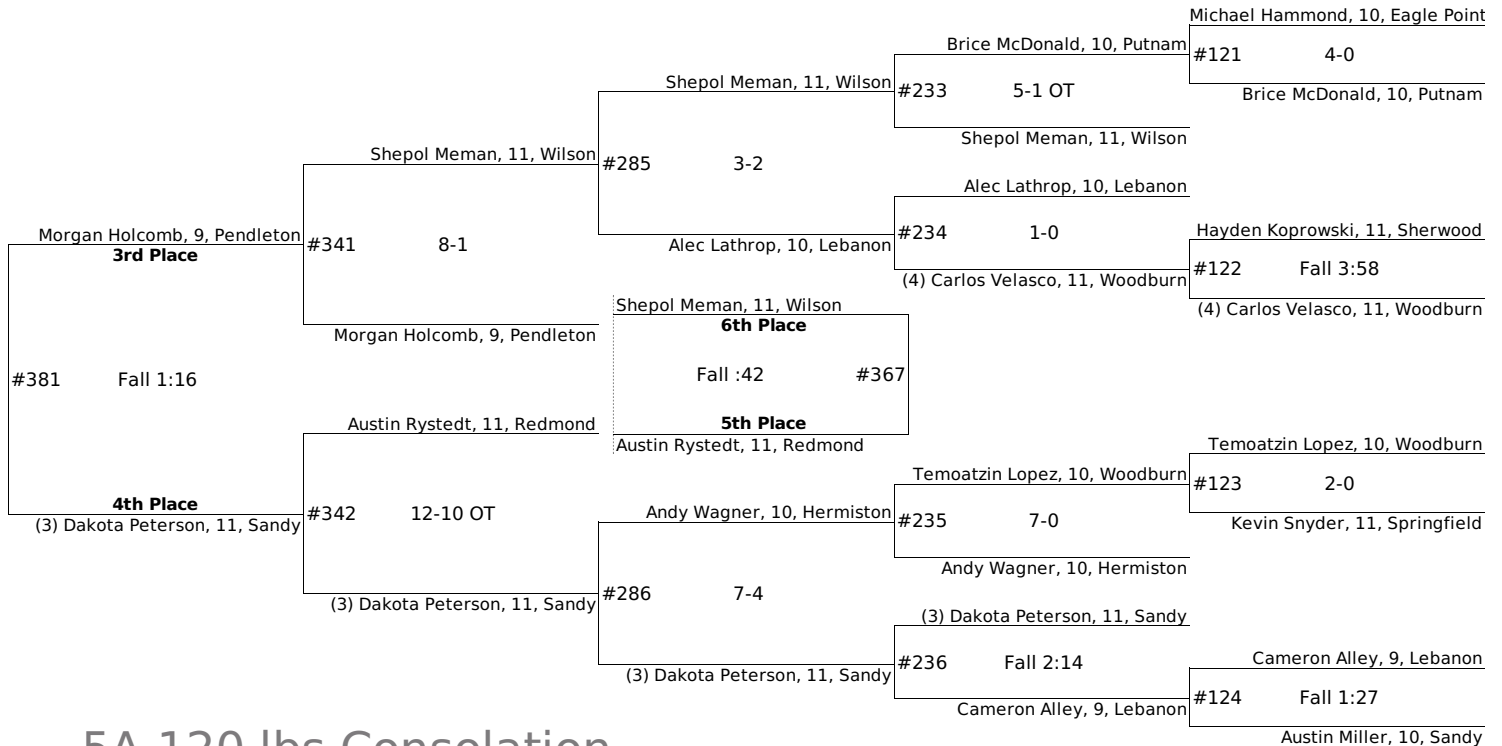 Michael Hammond, 10, Eagle Point
Brice McDonald, 10, Putnam
#121 4-0
Shepol Meman, 11, Wilson
#233 5-1 OT
Brice McDonald, 10, Putnam
Shepol Meman, 11, Wilson
Shepol Meman, 11, Wilson
#285 3-2
Alec Lathrop, 10, Lebanon
Morgan Holcomb, 9, Pendleton
3rd Place
#341 8-1
Alec Lathrop, 10, Lebanon
#234 1-0
Hayden Koprowski, 11, Sherwood
#122 Fall 3:58
(4) Carlos Velasco, 11, Woodburn
(4) Carlos Velasco, 11, Woodburn
Shepol Meman, 11, Wilson
6th Place
Morgan Holcomb, 9, Pendleton
#381 Fall 1:16
Fall :42 #367
5th Place
Austin Rystedt, 11, Redmond
Austin Rystedt, 11, Redmond
Temoatzin Lopez, 10, Woodburn
Temoatzin Lopez, 10, Woodburn
#123 2-0
4th Place
(3) Dakota Peterson, 11, Sandy
#342 12-10 OT
Andy Wagner, 10, Hermiston
#235 7-0
Kevin Snyder, 11, Springfield
Andy Wagner, 10, Hermiston
(3) Dakota Peterson, 11, Sandy
#286 7-4
(3) Dakota Peterson, 11, Sandy
#236 Fall 2:14
Cameron Alley, 9, Lebanon
(3) Dakota Peterson, 11, Sandy
#124 Fall 1:27
Cameron Alley, 9, Lebanon
Austin Miller, 10, Sandy
5A 120 lbs Consolation